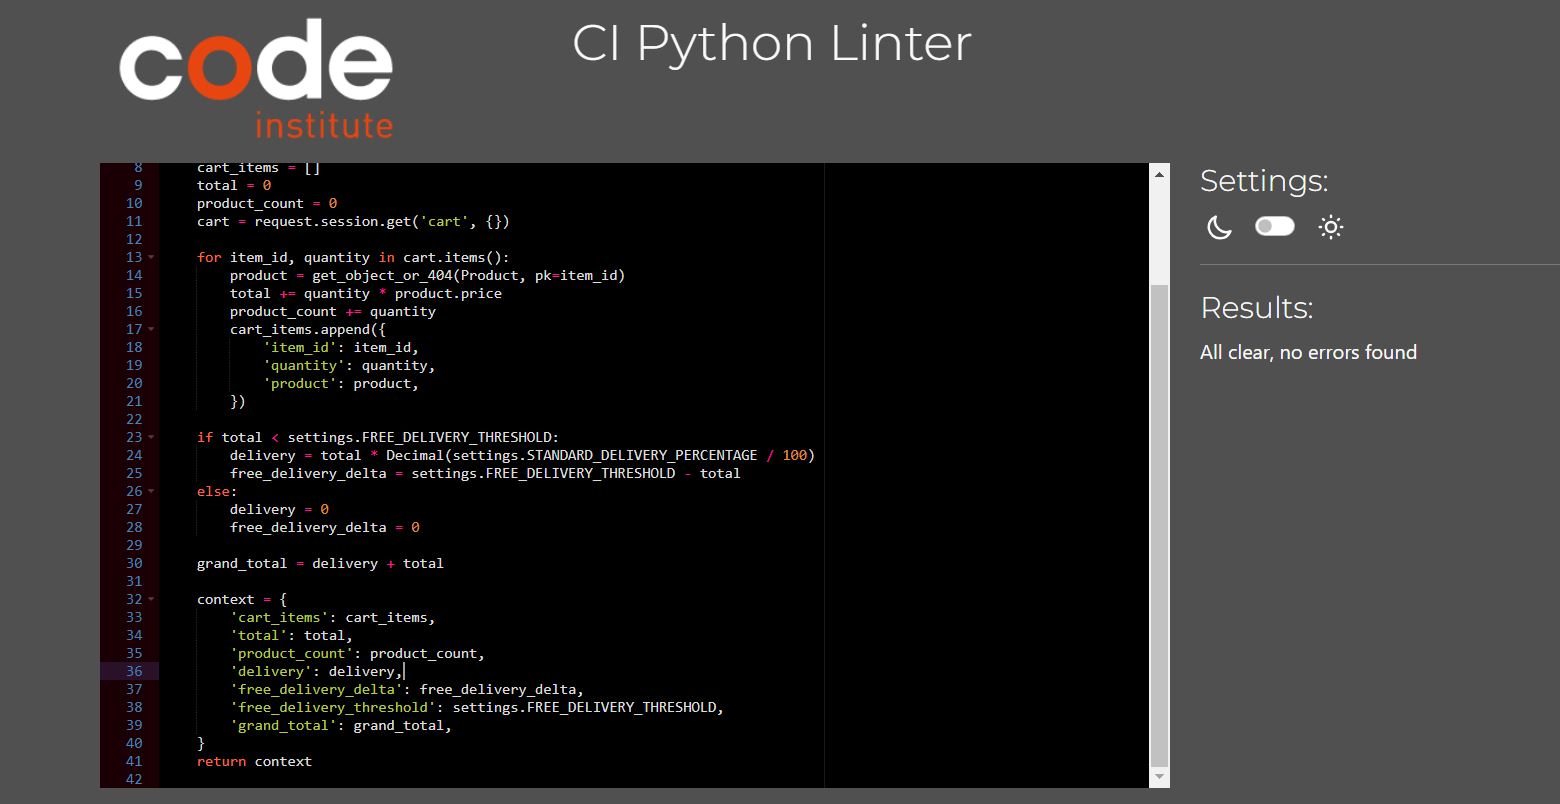 code
institute
CI Python Linter
8 cart_items = []
9 total = 0
10 product_count = 0
11 cart = request.session.get('cart', {})
12
13 for item_id, quantity in cart.items():
14 product = get_object_or_404(Product, pk=item_id)
15 total += quantity * product.price
16 product_count += quantity
17 cart_items.append({
18 'item_id': item_id,
19 'quantity': quantity,
20 'product': product,
21 })
22
23 if total < settings.FREE_DELIVERY_THRESHOLD:
24 delivery = total * Decimal(settings.STANDARD_DELIVERY_PERCENTAGE / 100)
25 free_delivery_delta = settings.FREE_DELIVERY_THRESHOLD - total
26 else:
27 delivery = 0
28 free_delivery_delta = 0
29
30 grand_total = delivery + total
31
32 context = {
33 'cart_items': cart_items,
34 'total': total,
35 'product_count': product_count,
36 'delivery': delivery,
37 'free_delivery_delta': free_delivery_delta,
38 'free_delivery_threshold': settings.FREE_DELIVERY_THRESHOLD,
39 'grand_total': grand_total,
40 }
41 return context
42
Settings:
Results:
All clear, no errors found